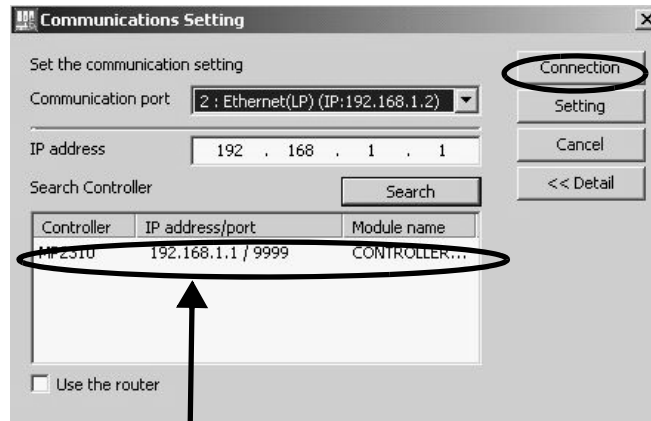 Communications Setting
Set the communication setting
Connection
Communication port 2 : Ethernet(LP) (IP:192.168.1.2)
Setting
IP address 192 . 168 . 1 . 1
Cancel
Search Controller Search
<< Detail
Controller IP address/port Module name
MP2310 192.168.1.1 / 9999 CONTROLLER...
Use the router